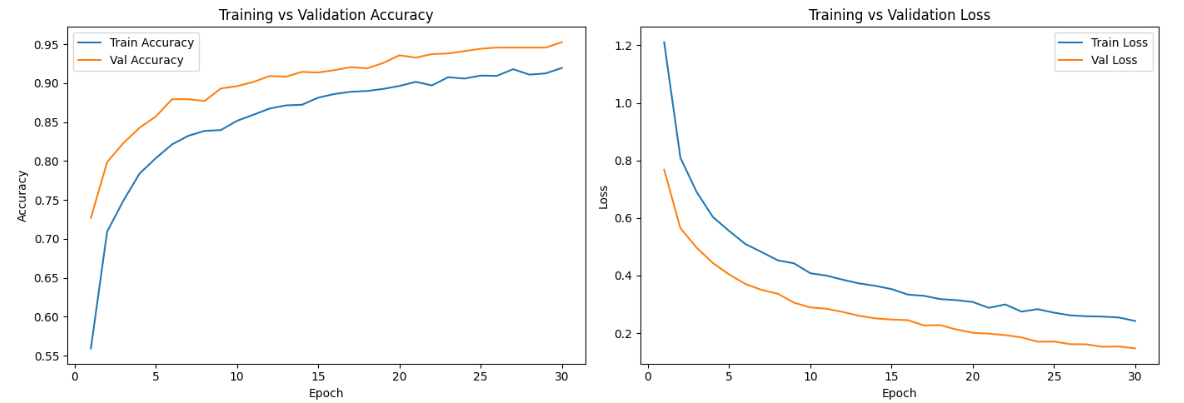 Training vs Validation Accuracy
Train Accuracy
Val Accuracy
0.95
0.90
0.85
0.80
0.75
0.70
0.65
0.60
0.55
Accuracy
0 5 10 15 20 25 30
Epoch
Training vs Validation Loss
Train Loss
Val Loss
1.2
1.0
0.8
0.6
0.4
0.2
Loss
0 5 10 15 20 25 30
Epoch